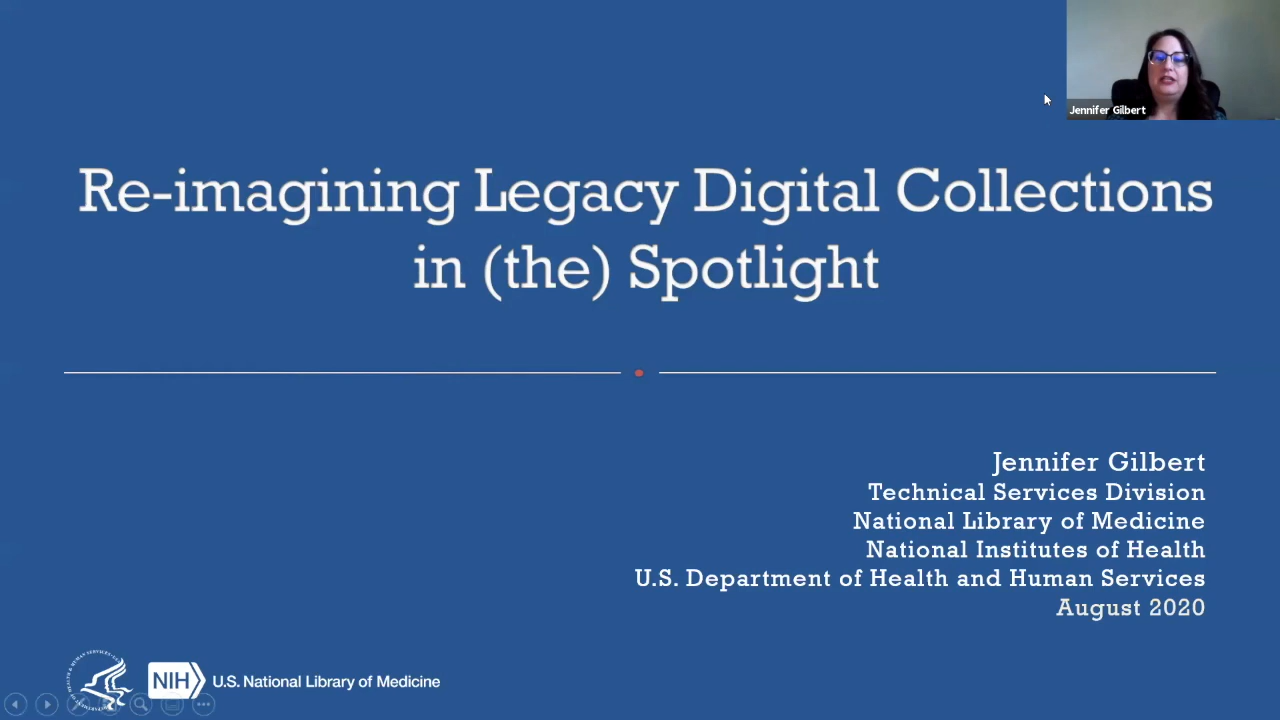 Jennifer Gilbert
Re-imagining Legacy Digital Collections
in (the) Spotlight
Jennifer Gilbert
Technical Services Division
National Library of Medicine
National Institutes of Health
U.S. Department of Health and Human Services
August 2020
NIH U.S. National Library of Medicine